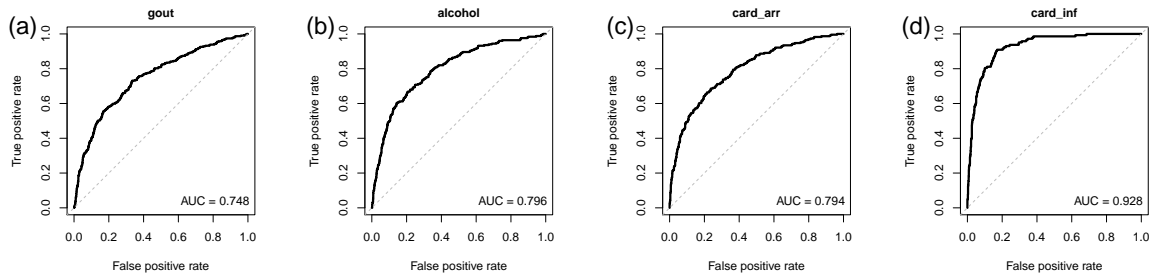 (a)
gout
True positive rate
1.0
0.8
0.6
0.4
0.2
0.0
AUC = 0.748
0.0 0.2 0.4 0.6 0.8 1.0
False positive rate
(b)
alcohol
True positive rate
1.0
0.8
0.6
0.4
0.2
0.0
AUC = 0.796
0.0 0.2 0.4 0.6 0.8 1.0
False positive rate
(c)
card_arr
True positive rate
1.0
0.8
0.6
0.4
0.2
0.0
AUC = 0.794
0.0 0.2 0.4 0.6 0.8 1.0
False positive rate
(d)
card_inf
True positive rate
1.0
0.8
0.6
0.4
0.2
0.0
AUC = 0.928
0.0 0.2 0.4 0.6 0.8 1.0
False positive rate